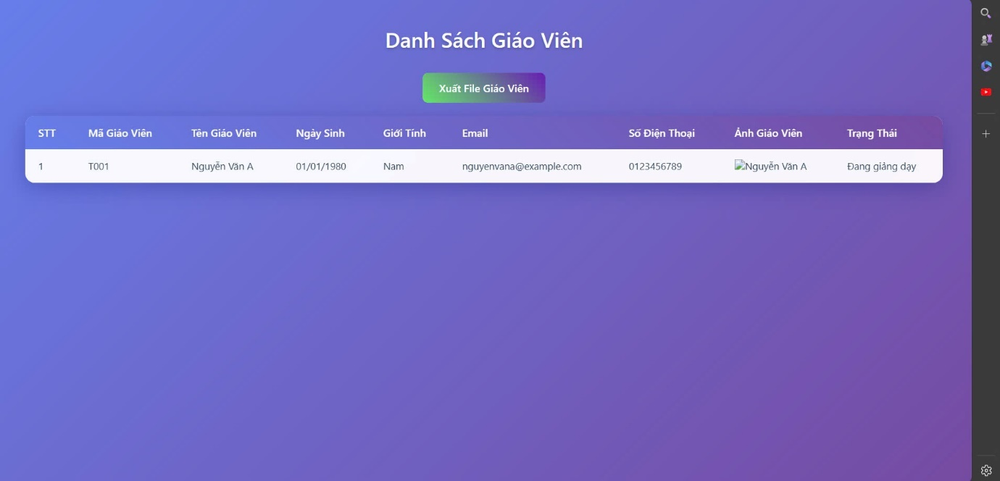 Danh Sách Giáo Viên
Xuất File Giáo Viên
STT Mã Giáo Viên Tên Giáo Viên Ngày Sinh Giới Tính Email Số Điện Thoại Ảnh Giáo Viên Trạng Thái
1 T001 Nguyễn Văn A 01/01/1980 Nam nguyenvana@example.com 0123456789 Nguyễn Văn A Đang giảng dạy